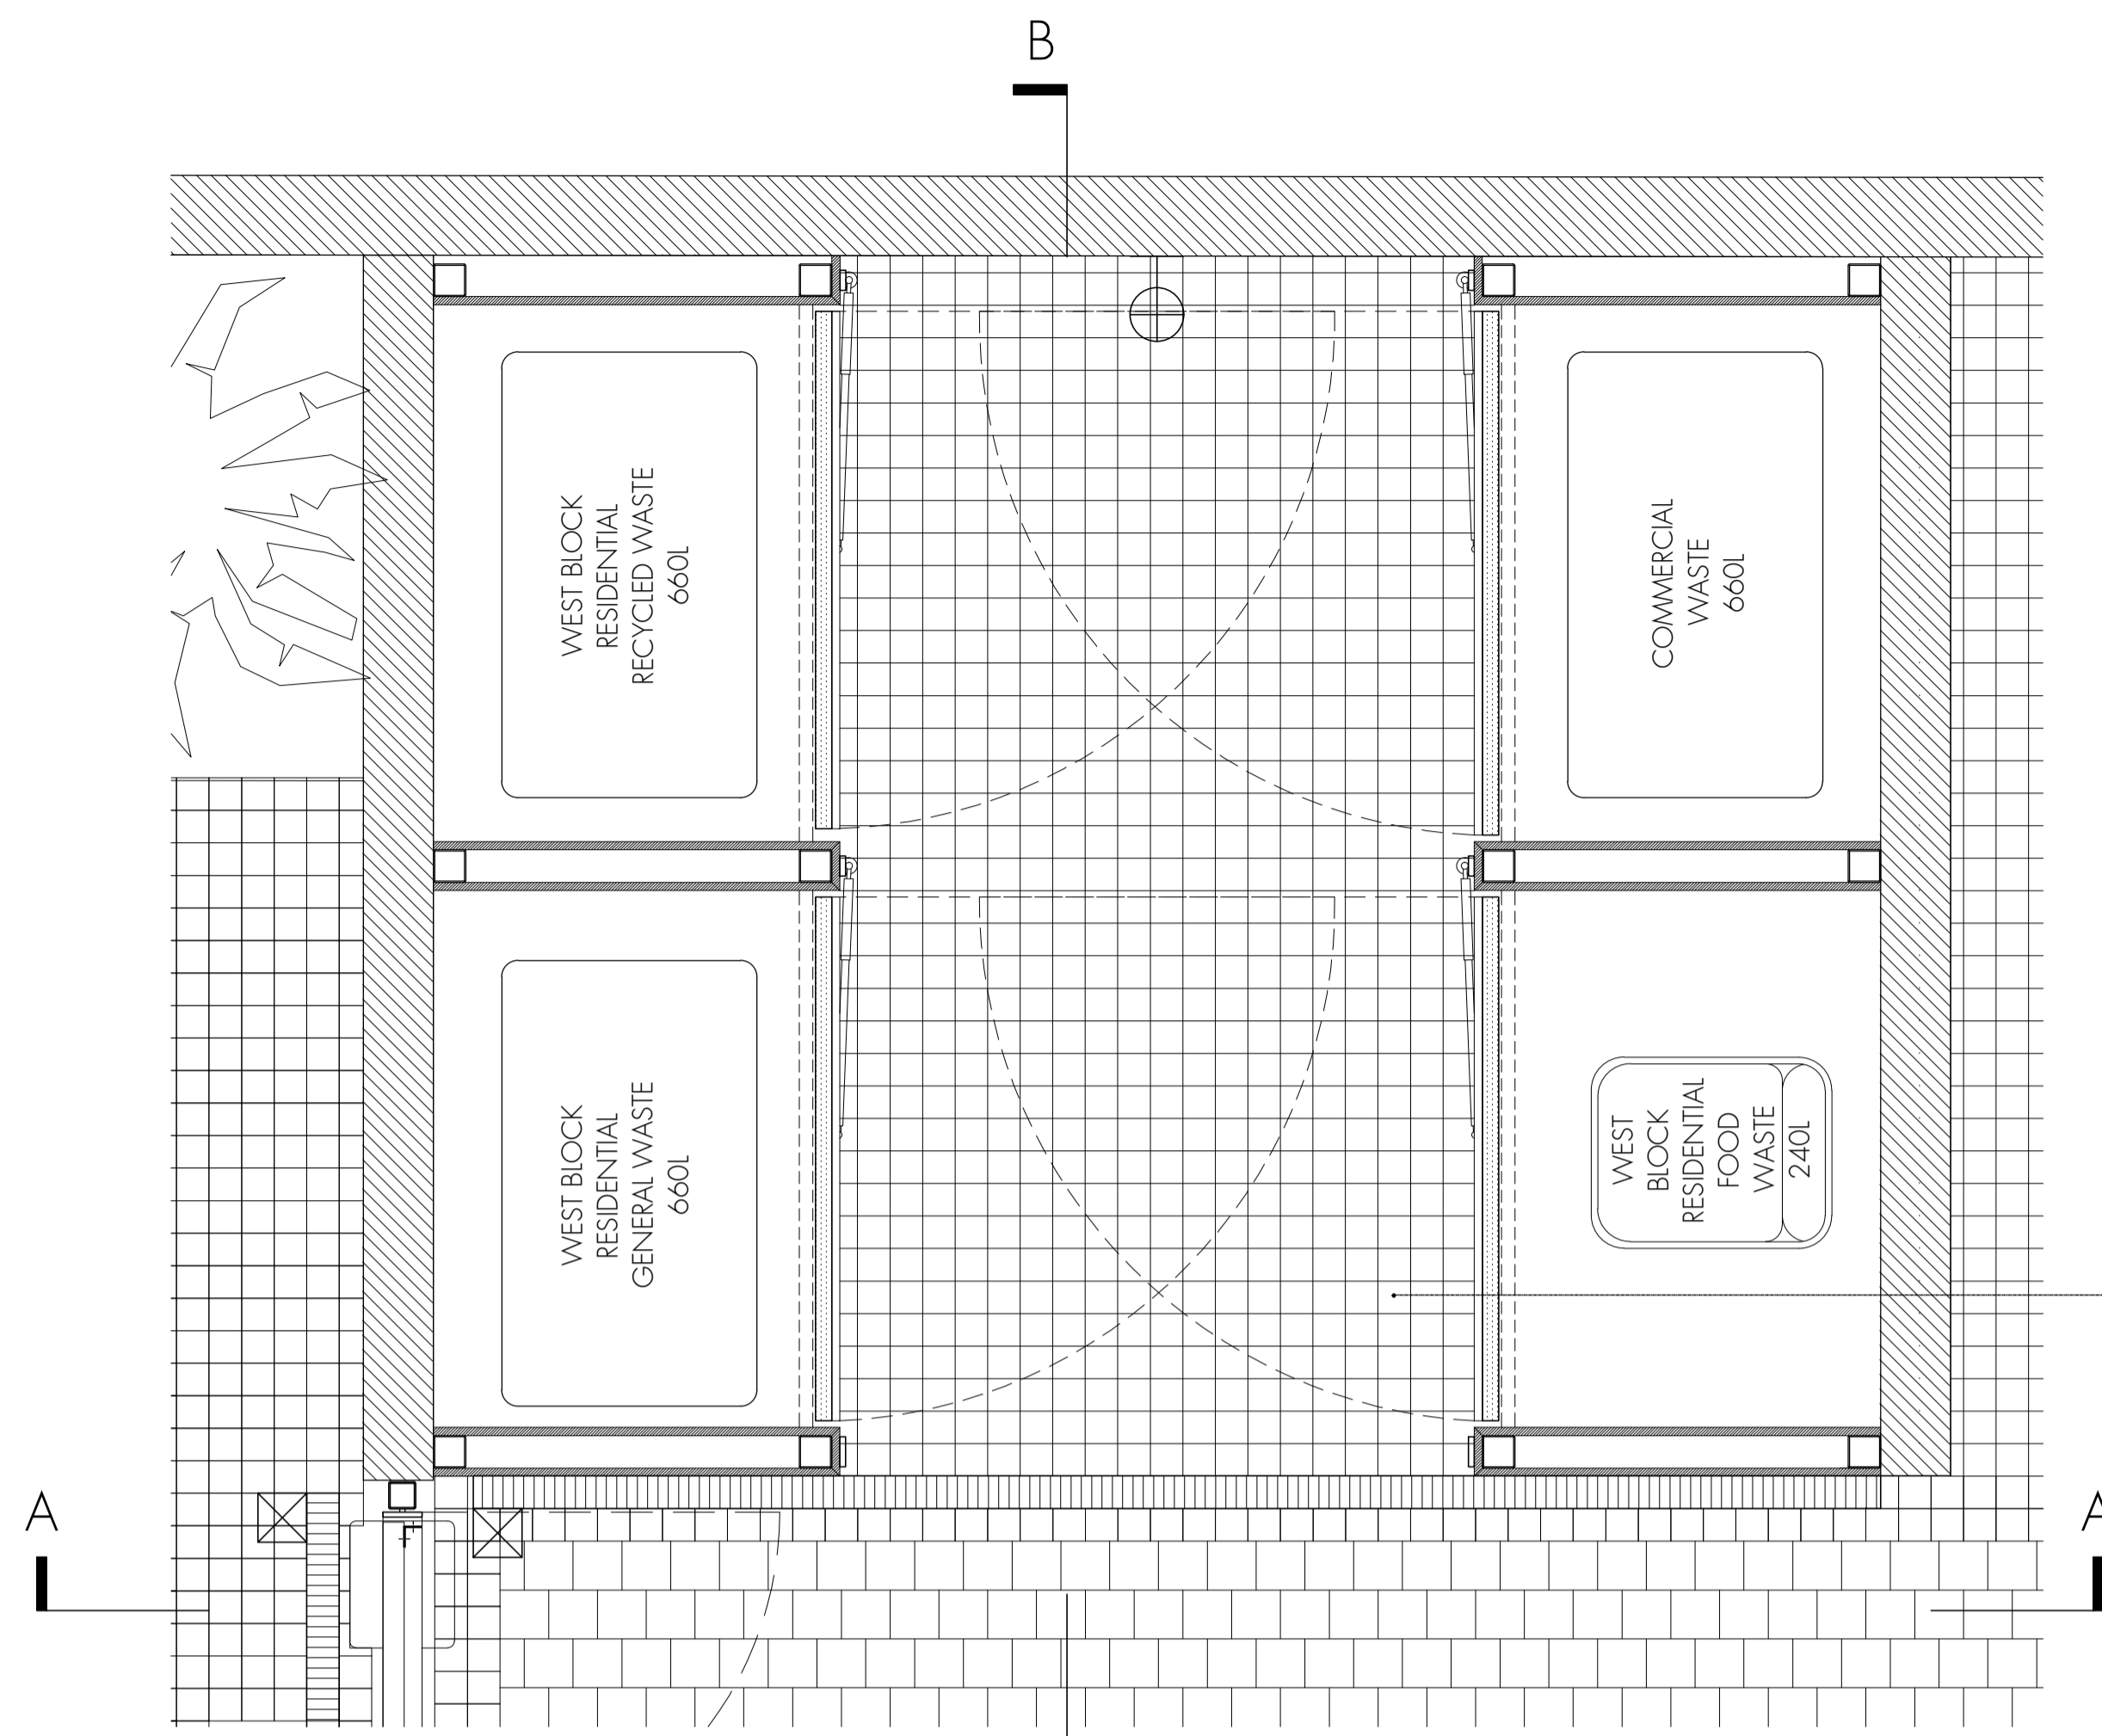 B
WEST BLOCK
RESIDENTIAL
RECYCLED WASTE
660L
COMMERCIAL
WASTE
660L
WEST BLOCK
RESIDENTIAL
GENERAL WASTE
660L
WEST
BLOCK
RESIDENTIAL
FOOD
WASTE
240L
A
A